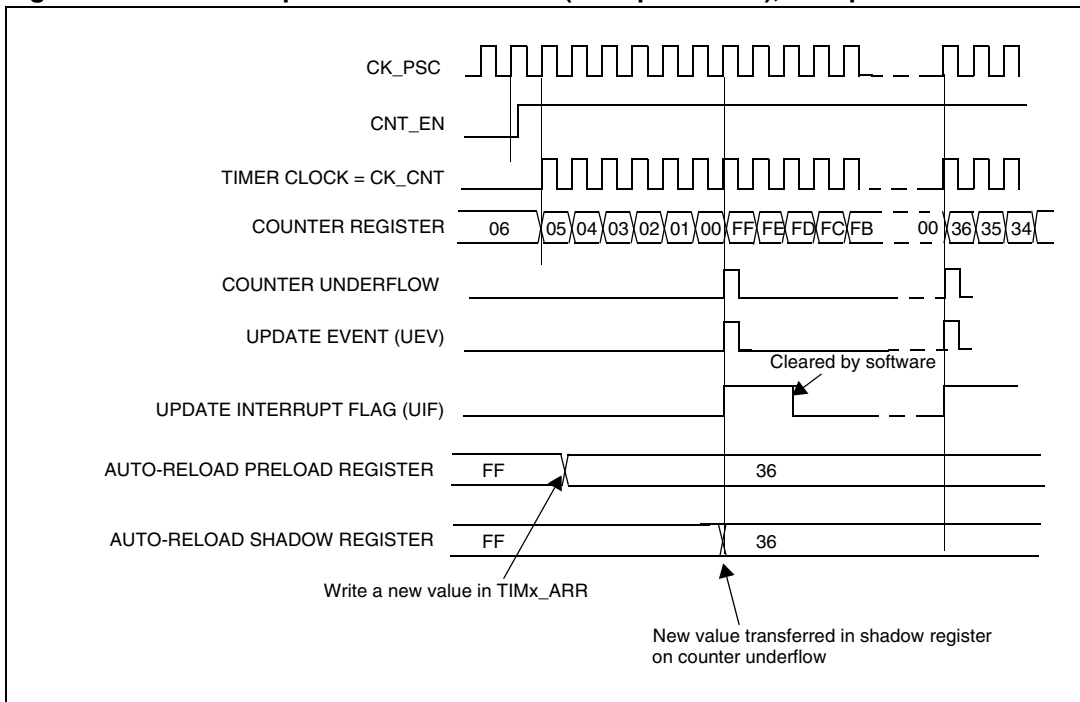 CK_PSC
CNT_EN
TIMER CLOCK = CK_CNT
COUNTER REGISTER 06 05 04 03 02 01 00 FF FE FD FC FB 00 36 35 34
COUNTER UNDERFLOW
UPDATE EVENT (UEV)
Cleared by software
UPDATE INTERRUPT FLAG (UIF)
AUTO-RELOAD PRELOAD REGISTER FF 36
AUTO-RELOAD SHADOW REGISTER FF 36
Write a new value in TIMx_ARR
New value transferred in shadow register
on counter underflow